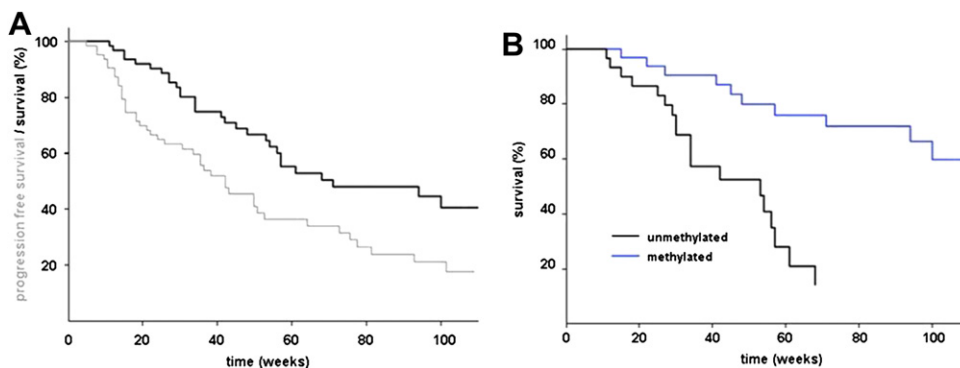 A
100
80
60
40
20
progression free survival / survival (%)
0 20 40 60 80 100
time (weeks)
B
100
80
60
40
20
survival (%)
unmethylated
methylated
0 20 40 60 80 100
time (weeks)